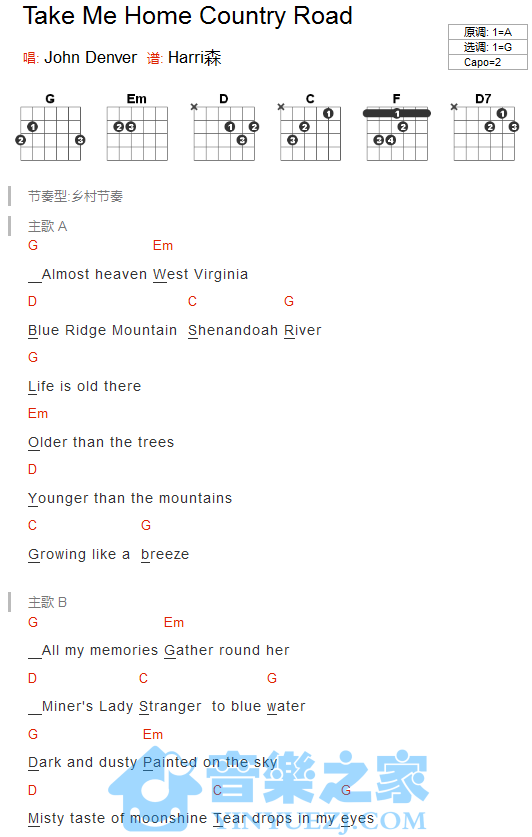 Take Me Home Country Road
唱: John Denver 谱: Harri森
原调: 1=A
选调: 1=G
Capo=2
G Em D C F D7
节奏型:乡村节奏
主歌 A
G Em
__Almost heaven West Virginia
D C G
Blue Ridge Mountain Shenandoah River
G
Life is old there
Em
Older than the trees
D
Younger than the mountains
C G
Growing like a breeze
主歌 B
G Em
__All my memories Gather round her
D C G
__Miner's Lady Stranger to blue water
G Em
Dark and dusty Painted on the sky
D C G
Misty taste of moonshine Tear drops in my eyes
音樂之家
YINYUEZJ.COM